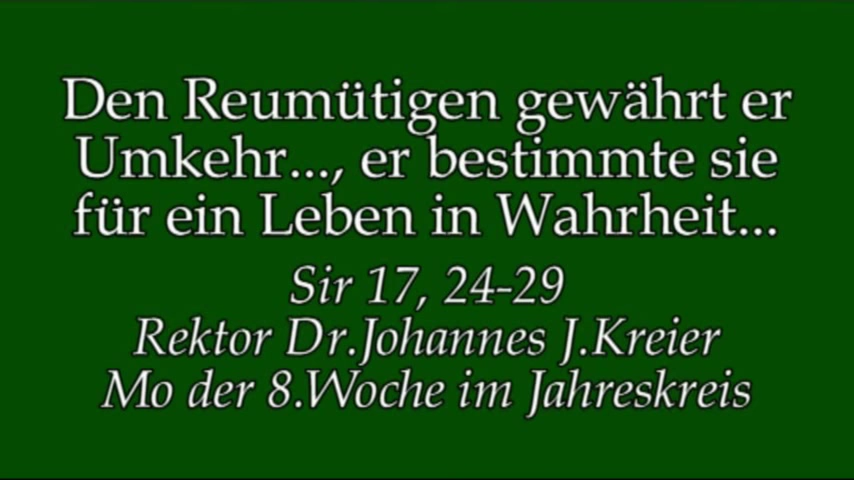 Den Reumütigen gewährt er
Umkehr..., er bestimmte sie
für ein Leben in Wahrheit...
Sir 17, 24-29
Rektor Dr.Johannes J.Kreier
Mo der 8.Woche im Jahreskreis